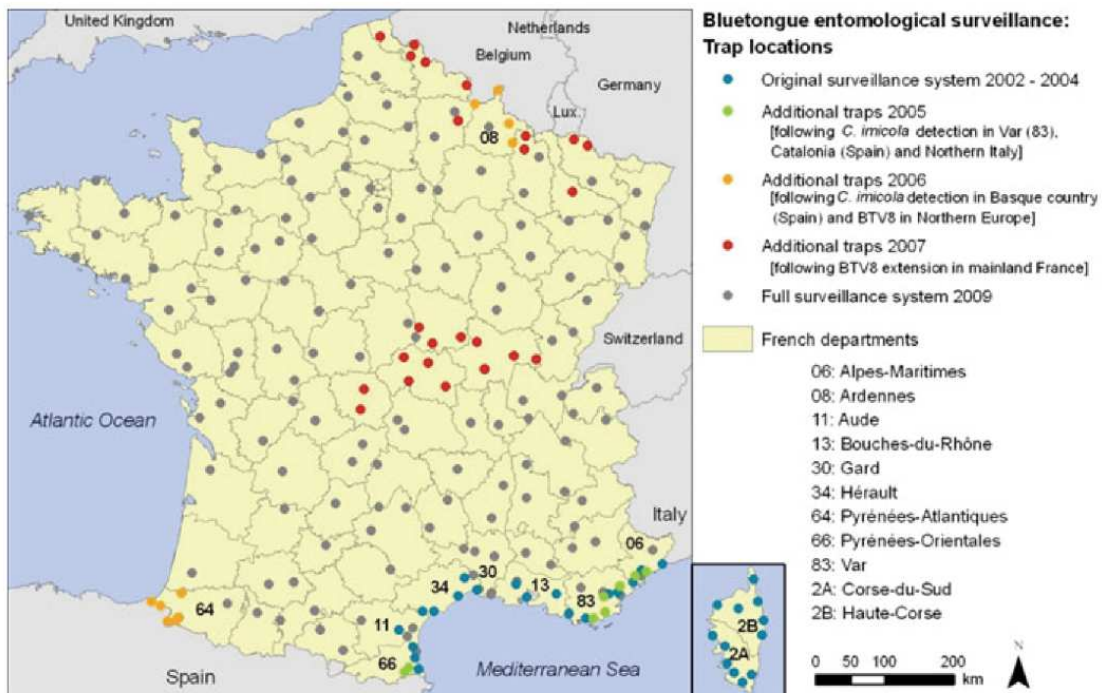 United Kingdom
Netherlands
Belgium
Germany
Lux.
08
Switzerland
Atlantic Ocean
Italy
06
30
34
13
83
64
11
66
2B
2A
Spain
Mediterranean Sea
Bluetongue entomological surveillance:
Trap locations
Original surveillance system 2002 - 2004
Additional traps 2005
[following C. imicola detection in Var (83),
Catalonia (Spain) and Northern Italy]
Additional traps 2006
[following C. imicola detection in Basque country
(Spain) and BTV8 in Northern Europe]
Additional traps 2007
[following BTV8 extension in mainland France]
Full surveillance system 2009
French departments
06: Alpes-Maritimes
08: Ardennes
11: Aude
13: Bouches-du-Rhône
30: Gard
34: Hérault
64: Pyrénées-Atlantiques
66: Pyrénées-Orientales
83: Var
2A: Corse-du-Sud
2B: Haute-Corse
N
0 50 100 200
km